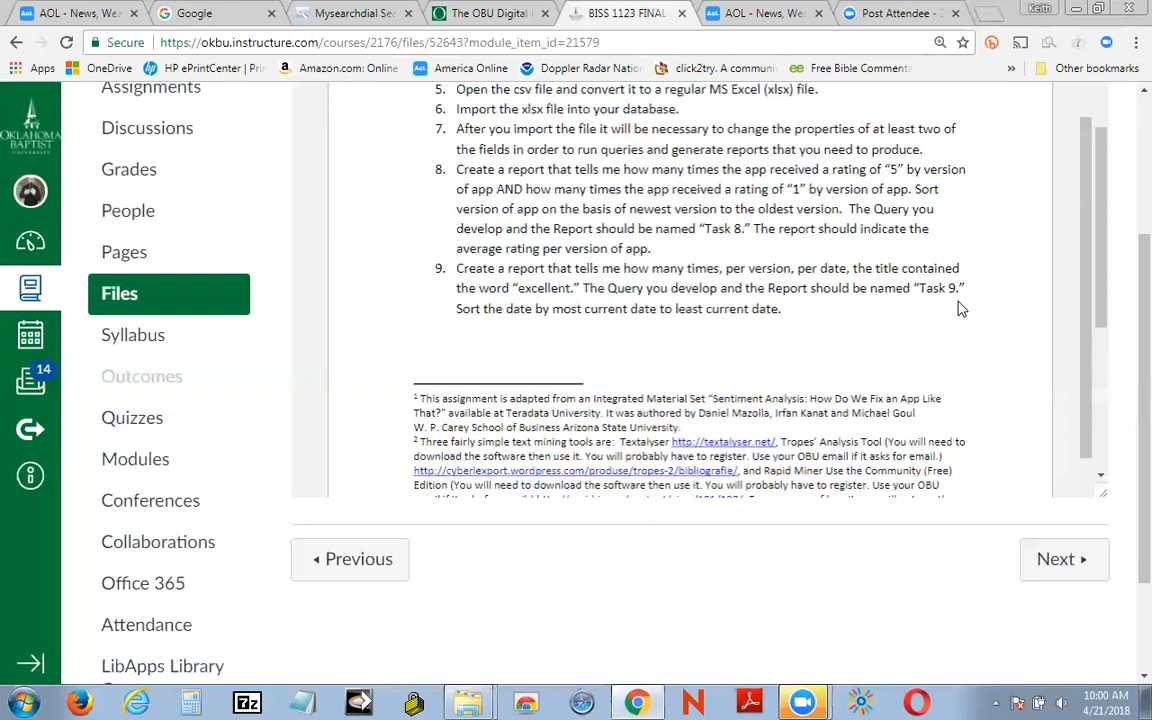 AOL - News, Wea
Google
Mysearchdial Sea
The OBU Digital
BISS 1123 FINAL
AOL - News, We
Post Attendee -
Keith
Secure
https://okbu.instructure.com/courses/2176/files/52643?module_item_id=21579
Apps
OneDrive
HP ePrintCenter | Pri
Amazon.com: Online
America Online
Doppler Radar Natio
click2try. A communi
Free Bible Comment
»
Other bookmarks
OKLAHOMA
BAPTIST
14
Assignments
Discussions
Grades
People
Pages
Files
Syllabus
Outcomes
Quizzes
Modules
Conferences
Collaborations
Office 365
Attendance
LibApps Library
5. Open the csv file and convert it to a regular MS Excel (xlsx) file.
6. Import the xlsx file into your database.
7. After you import the file it will be necessary to change the properties of at least two of
the fields in order to run queries and generate reports that you need to produce.
8. Create a report that tells me how many times the app received a rating of “5” by version
of app AND how many times the app received a rating of “1” by version of app. Sort
version of app on the basis of newest version to the oldest version. The Query you
develop and the Report should be named “Task 8.” The report should indicate the
average rating per version of app.
9. Create a report that tells me how many times, per version, per date, the title contained
the word “excellent.” The Query you develop and the Report should be named “Task 9.”
Sort the date by most current date to least current date.
1 This assignment is adapted from an Integrated Material Set “Sentiment Analysis: How Do We Fix an App Like
That?” available at Teradata University. It was authored by Daniel Mazolla, Irfan Kanat and Michael Goul
W. P. Carey School of Business Arizona State University.
2 Three fairly simple text mining tools are: Textalyser http://textalyser.net/, Tropes’ Analysis Tool (You will need to
download the software then use it. You will probably have to register. Use your OBU email if it asks for email.)
http://cyberlexport.wordpress.com/produse/tropes-2/bibliografie/, and Rapid Miner Use the Community (Free)
Edition (You will need to download the software then use it. You will probably have to register. Use your OBU
Previous
Next
7z
N
10:00 AM
4/21/2018